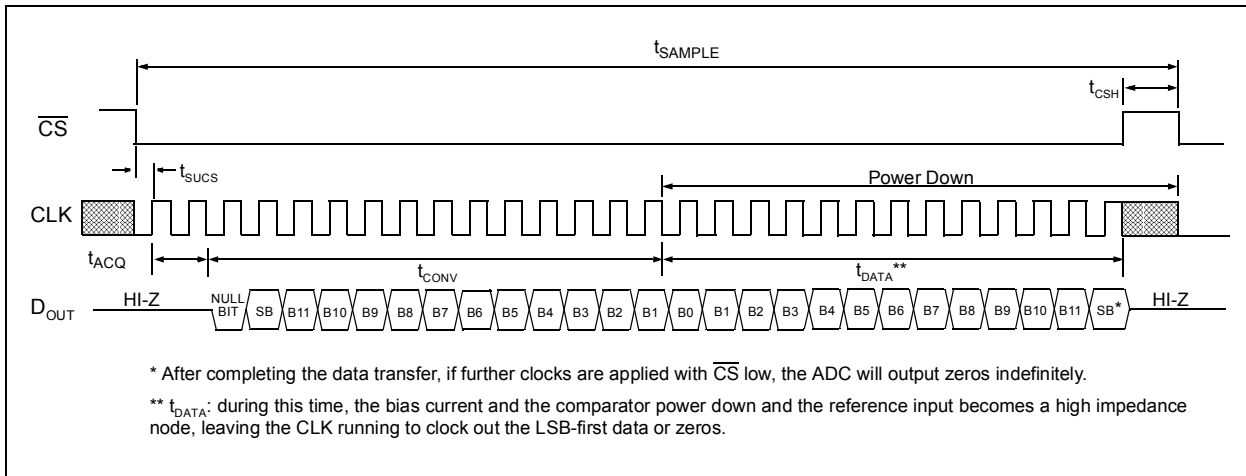 tSAMPLE
tCSH
CS
tSUCS
Power Down
CLK
tACQ
tCONV
tDATA**
HI-Z
NULL BIT SB B11 B10 B9 B8 B7 B6 B5 B4 B3 B2 B1 B0 B1 B2 B3 B4 B5 B6 B7 B8 B9 B10 B11 SB*
HI-Z
DOUT
* After completing the data transfer, if further clocks are applied with CS low, the ADC will output zeros indefinitely.
** tDATA: during this time, the bias current and the comparator power down and the reference input becomes a high impedance
node, leaving the CLK running to clock out the LSB-first data or zeros.